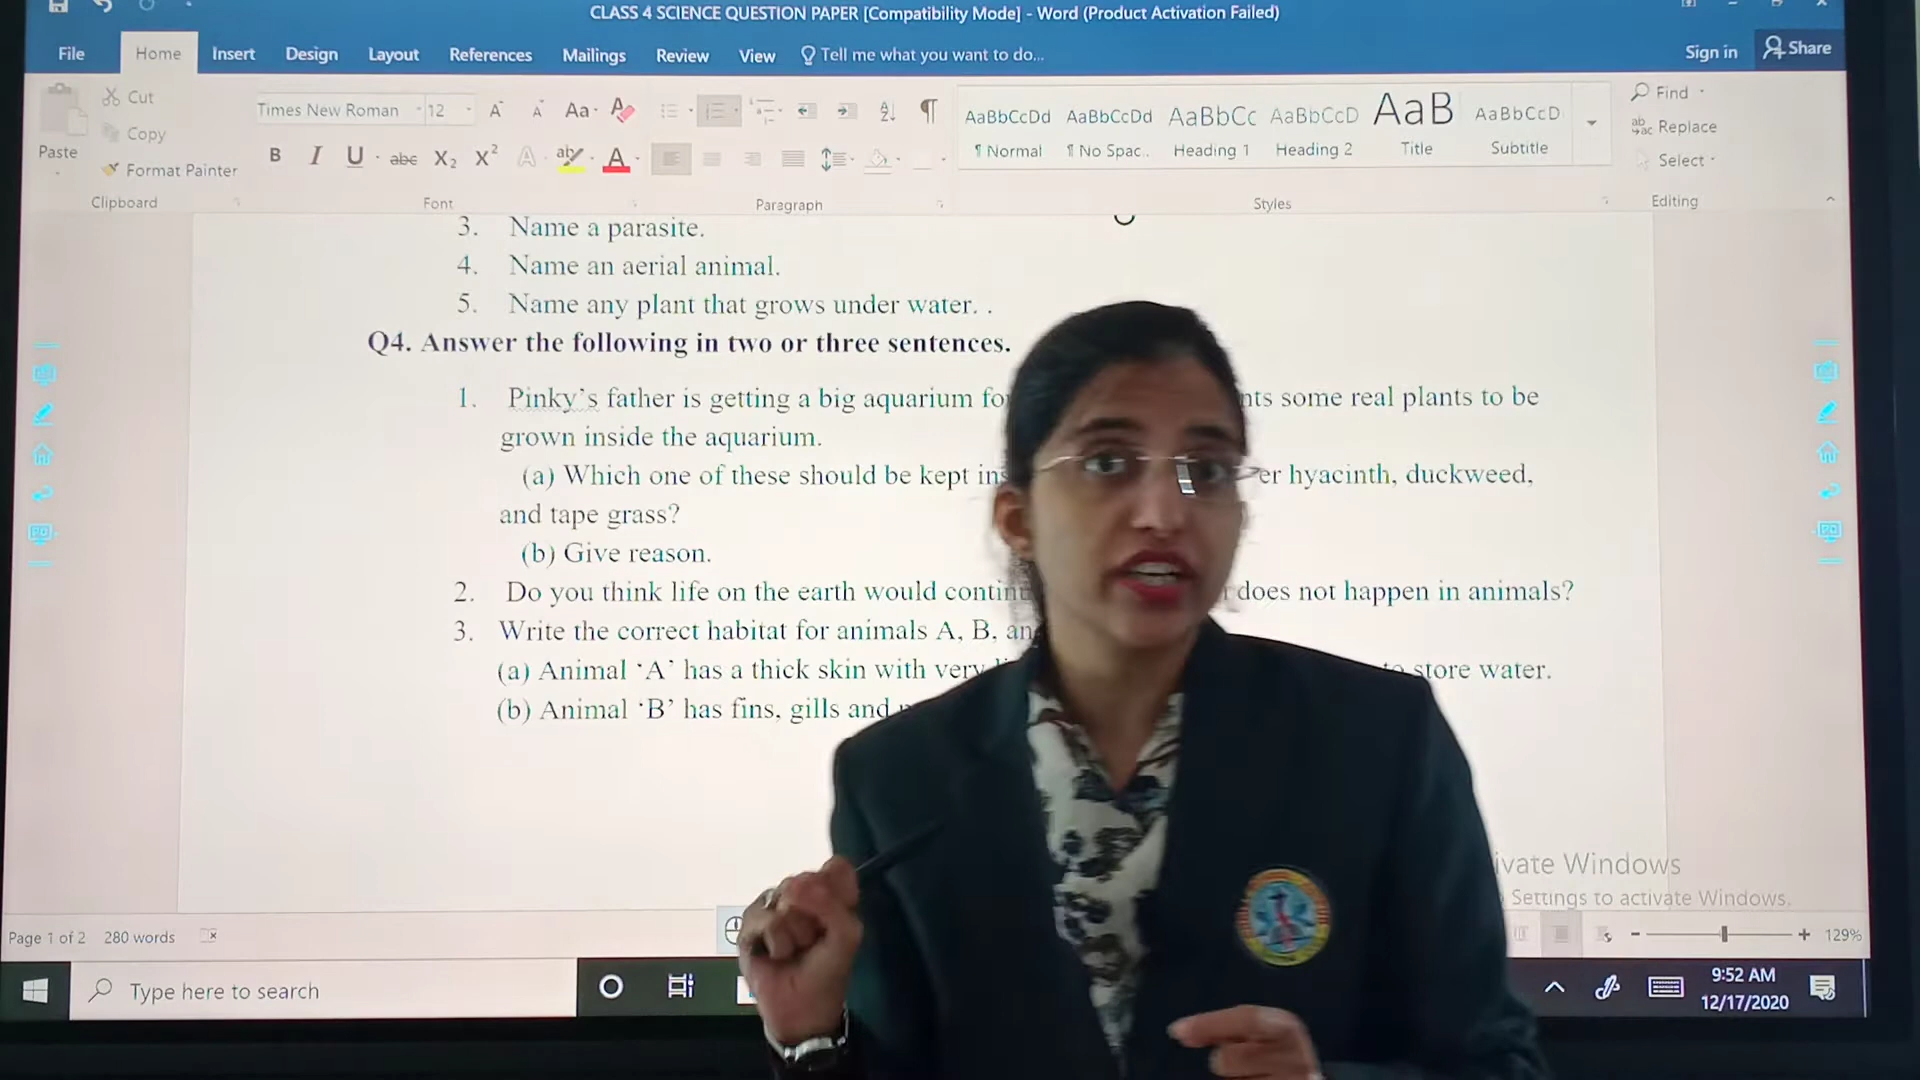 CLASS 4 SCIENCE QUESTION PAPER [Compatibility Mode] - Word (Product Activation Failed)
File Home Insert Design Layout References Mailings Review View Tell me what you want to do... Sign in Share
Cut
Copy
Paste
Format Painter
Clipboard
Times New Roman 12
Font
Paragraph
AaBbCcDd AaBbCcDd AaBbCc AaBbCcD AaB AaBbCcD
¶ Normal ¶ No Spac.. Heading 1 Heading 2 Title Subtitle
Styles
Find
Replace
Select
Editing
3. Name a parasite.
4. Name an aerial animal.
5. Name any plant that grows under water. .
Q4. Answer the following in two or three sentences.
1. Pinky's father is getting a big aquarium some real plants to be
grown inside the aquarium.
(a) Which one of these should be kept hyacinth, duckweed,
and tape grass?
(b) Give reason.
2. Do you think life on the earth would does not happen in animals?
3. Write the correct habitat for animals A, B,
(a) Animal 'A' has a thick skin with very store water.
(b) Animal 'B' has fins, gills and
Windows
Settings to activate Windows.
Page 1 of 2 280 words 129%
Type here to search
9:52 AM
12/17/2020